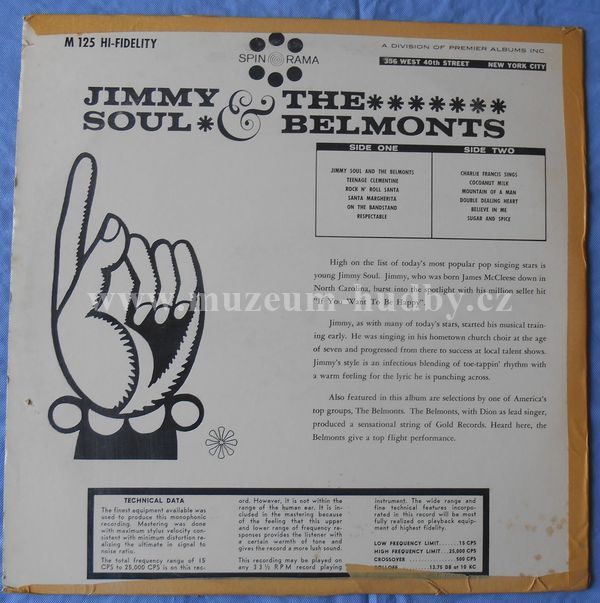 M 125 HI-FIDELITY
SPIN O RAMA
A DIVISION OF PREMIER ALBUMS INC
356 WEST 40th STREET NEW YORK CITY
JIMMY SOUL * & THE******* BELMONTS
SIDE ONE
JIMMY SOUL AND THE BELMONTS
TEENAGE CLEMENTINE
ROCK N' ROLL SANTA
SANTA MARGHERITA
ON THE BANDSTAND
RESPECTABLE
SIDE TWO
CHARLIE FRANCIS SINGS
COCOANUT MILK
MOUNTAIN OF A MAN
DOUBLE DEALING HEART
BELIEVE IN ME
SUGAR AND SPICE
High on the list of today's most popular pop singing stars is
young Jimmy Soul. Jimmy, who was born James McCleese down in
North Carolina, burst into the spotlight with his million seller hit
"If You Want To Be Happy".
www.muzeum-hudby.cz
Jimmy, as with many of today's stars, started his musical train-
ing early. He was singing in his hometown church choir at the age
of seven and progressed from there to success at local talent shows.
Jimmy's style is an infectious blending of toe-tappin' rhythm with
a warm feeling for the lyric he is punching across.
Also featured in this album are selections by one of America's
top groups, The Belmonts. The Belmonts, with Dion as lead singer,
produced a sensational string of Gold Records. Heard here, the
Belmonts give a top flight performance.
TECHNICAL DATA
The finest equipment available was
used to produce this monophonic
recording. Mastering was done
with maximum stylus velocity con-
sistent with minimum distortion re-
alising the ultimate in signal to
noise ratio.
The total frequency range of 15
CPS to 25,000 CPS is on this rec-
ord. However, it is not within the
range of the human ear. It is in-
cluded in the mastering because
of the feeling that this upper
and lower range of frequency re-
sponses provides the listener with
a certain warmth of tone and
gives the record a more lush sound.
This recording may be played on
any 33⅓ RPM record playing
instrument. The wide range and
fine technical features incorpo-
rated in this record will be most
fully realized on playback equip-
ment of highest fidelity.
LOW FREQUENCY LIMIT......15 CPS
HIGH FREQUENCY LIMIT...25,000 CPS
CROSSOVER ............ 500 CPS
ROLLOFF........13.75 DB at 10 KC